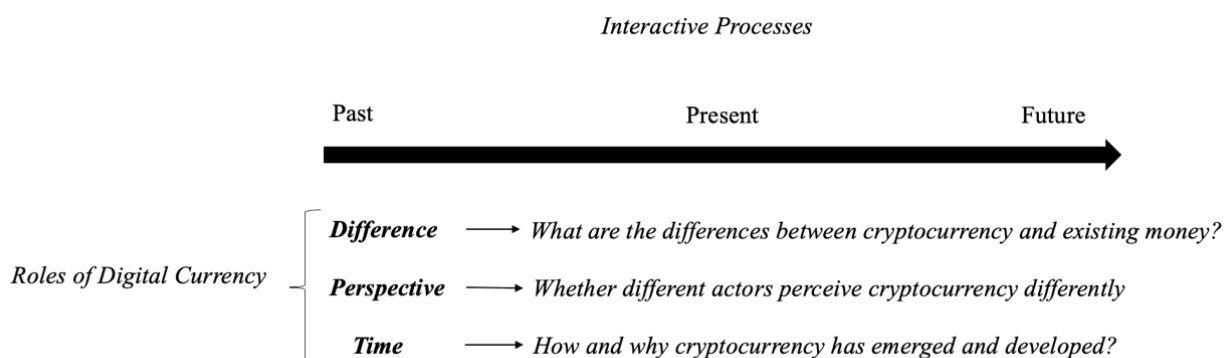 Interactive Processes
Past Present Future
Difference What are the differences between cryptocurrency and existing money?
Roles of Digital Currency
Perspective Whether different actors perceive cryptocurrency differently
Time How and why cryptocurrency has emerged and developed?